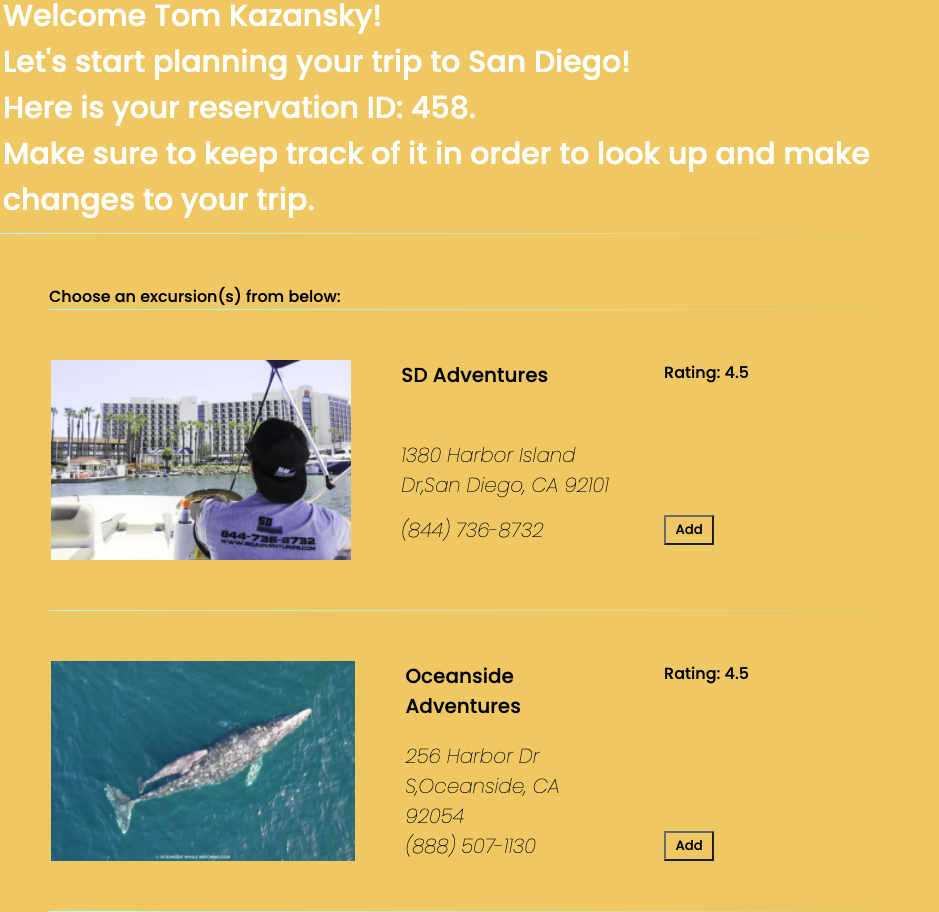 Welcome Tom Kazansky!
Let's start planning your trip to San Diego!
Here is your reservation ID: 458.
Make sure to keep track of it in order to look up and make
changes to your trip.
Choose an excursion(s) from below:
SD Adventures
Rating: 4.5
1380 Harbor Island
Dr,San Diego, CA 92101
(844) 736-8732
Add
SD
844-736-8732
WWW.SDADVENTURES.COM
Oceanside
Adventures
Rating: 4.5
256 Harbor Dr
S,Oceanside, CA
92054
(888) 507-1130
Add
© OCEANSIDE WHALE WATCHING.COM